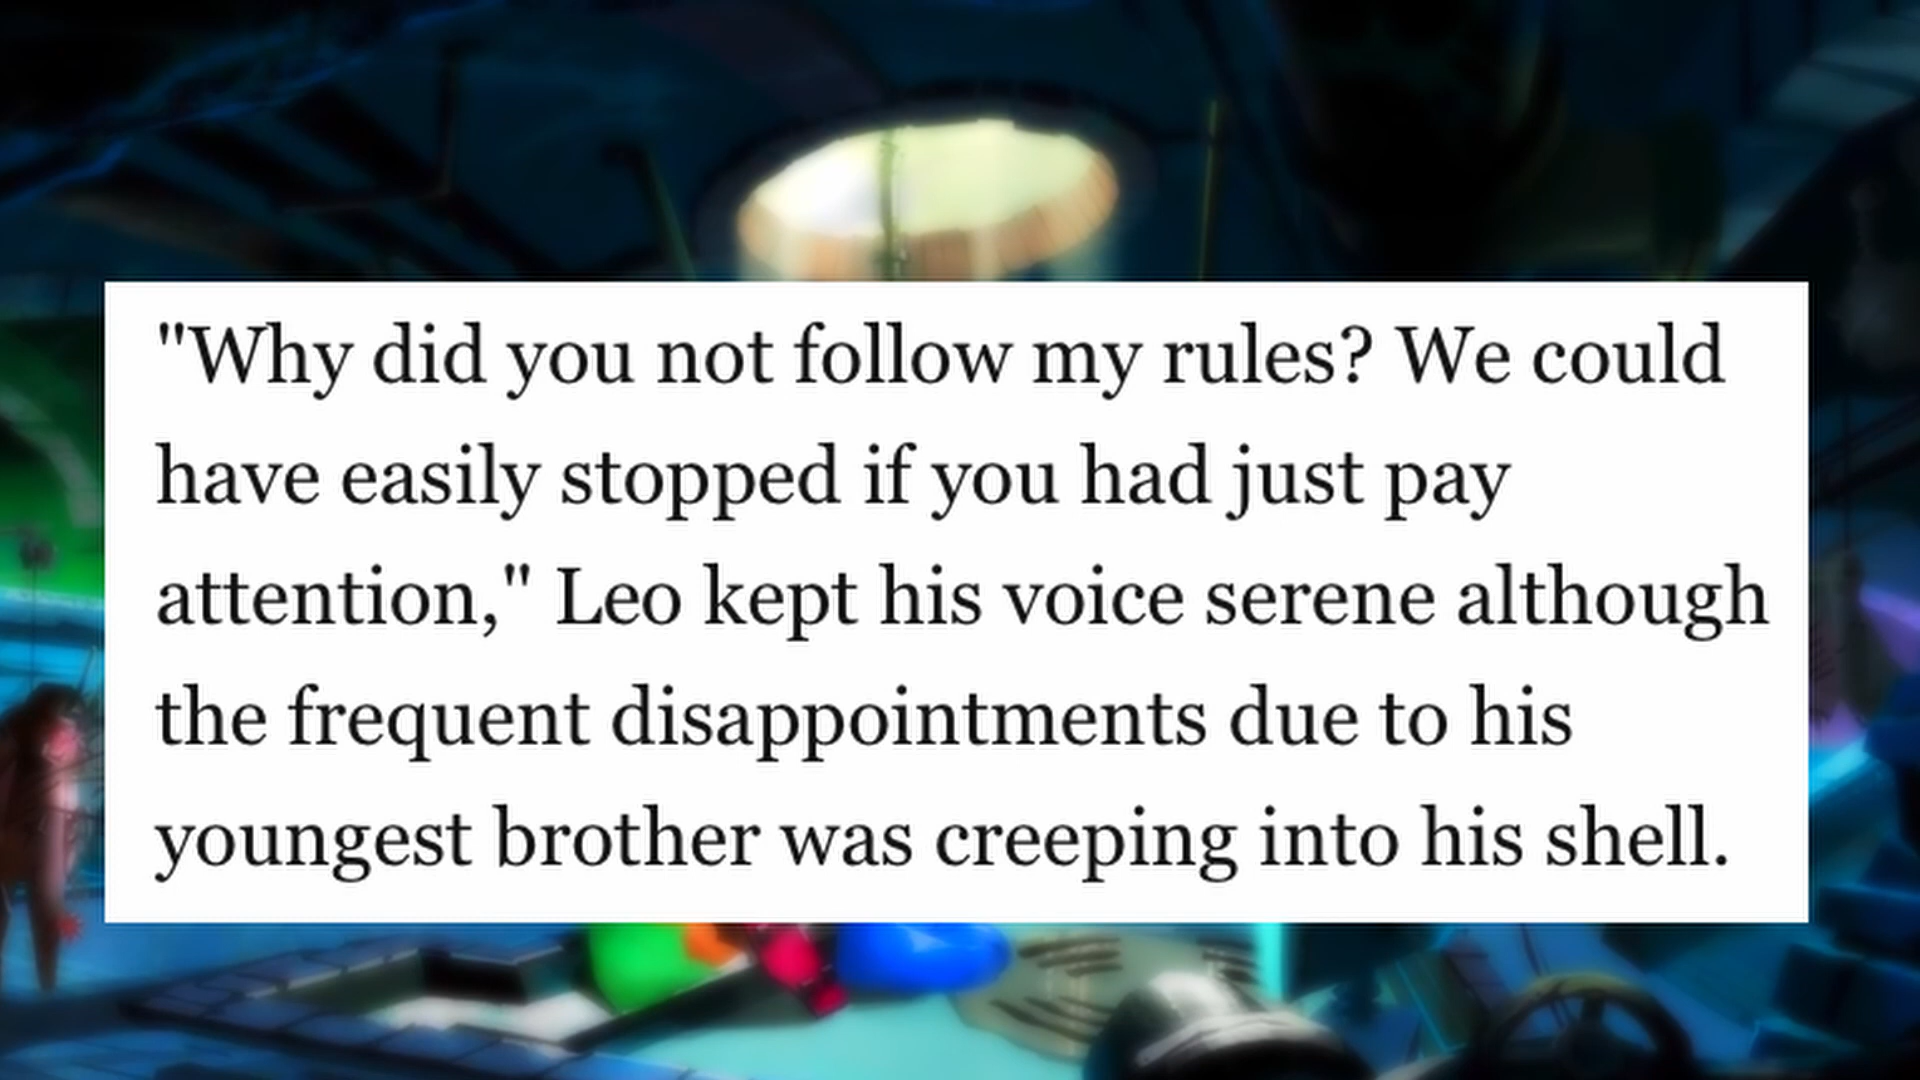 "Why did you not follow my rules? We could
have easily stopped if you had just pay
attention," Leo kept his voice serene although
the frequent disappointments due to his
youngest brother was creeping into his shell.